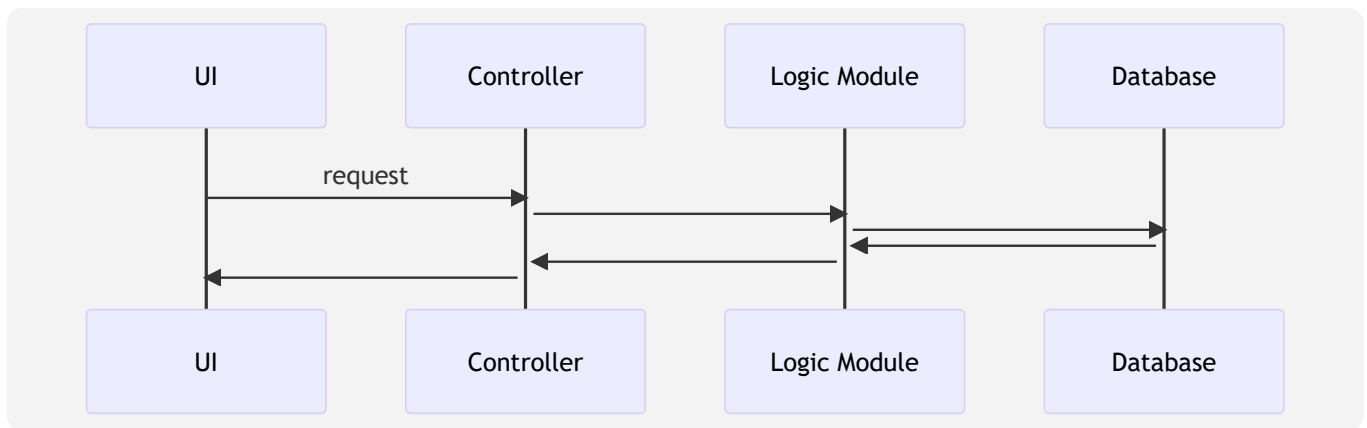 UI
Controller
Logic Module
Database
request
UI
Controller
Logic Module
Database